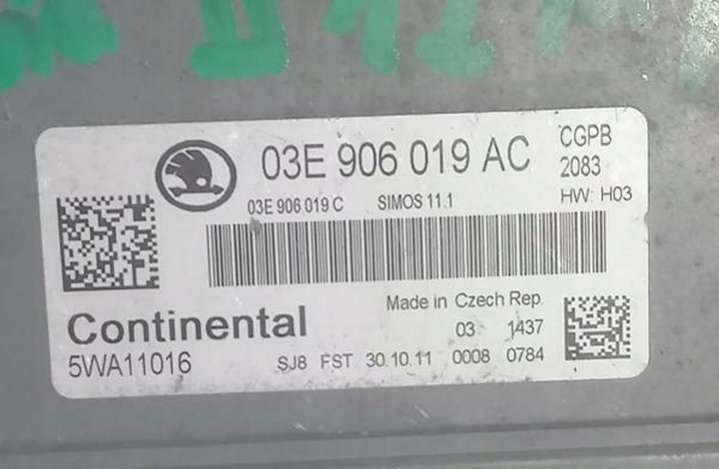 03E 906 019 AC
CGPB
2083
03E 906 019 C SIMOS 11.1
HW: H03
Made in Czech Rep.
Continental
03 1437
5WA11016
SJ8 FST 30.10.11 0008 0784